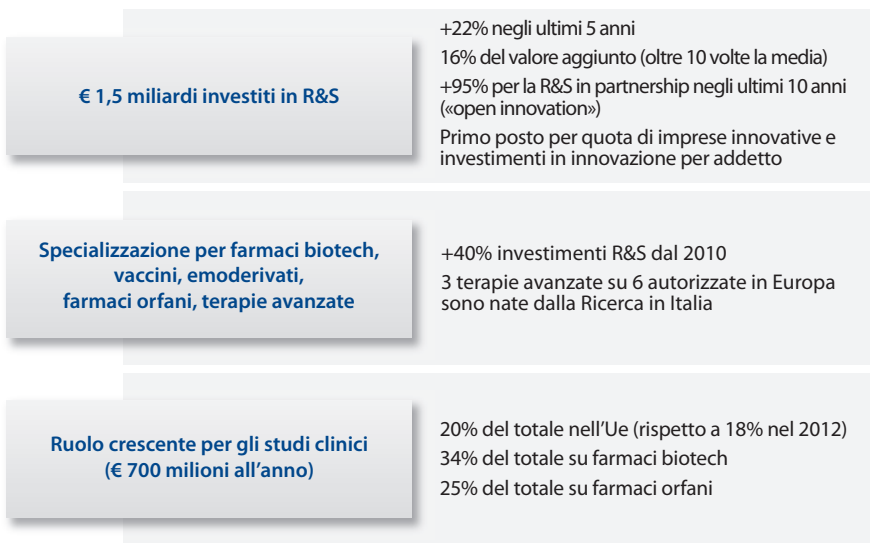 € 1,5 miliardi investiti in R&S
+22% negli ultimi 5 anni
16% del valore aggiunto (oltre 10 volte la media)
+95% per la R&S in partnership negli ultimi 10 anni
(«open innovation»)
Primo posto per quota di imprese innovative e
investimenti in innovazione per addetto
Specializzazione per farmaci biotech,
vaccini, emoderivati,
farmaci orfani, terapie avanzate
+40% investimenti R&S dal 2010
3 terapie avanzate su 6 autorizzate in Europa
sono nate dalla Ricerca in Italia
Ruolo crescente per gli studi clinici
(€ 700 milioni all’anno)
20% del totale nell’Ue (rispetto a 18% nel 2012)
34% del totale su farmaci biotech
25% del totale su farmaci orfani